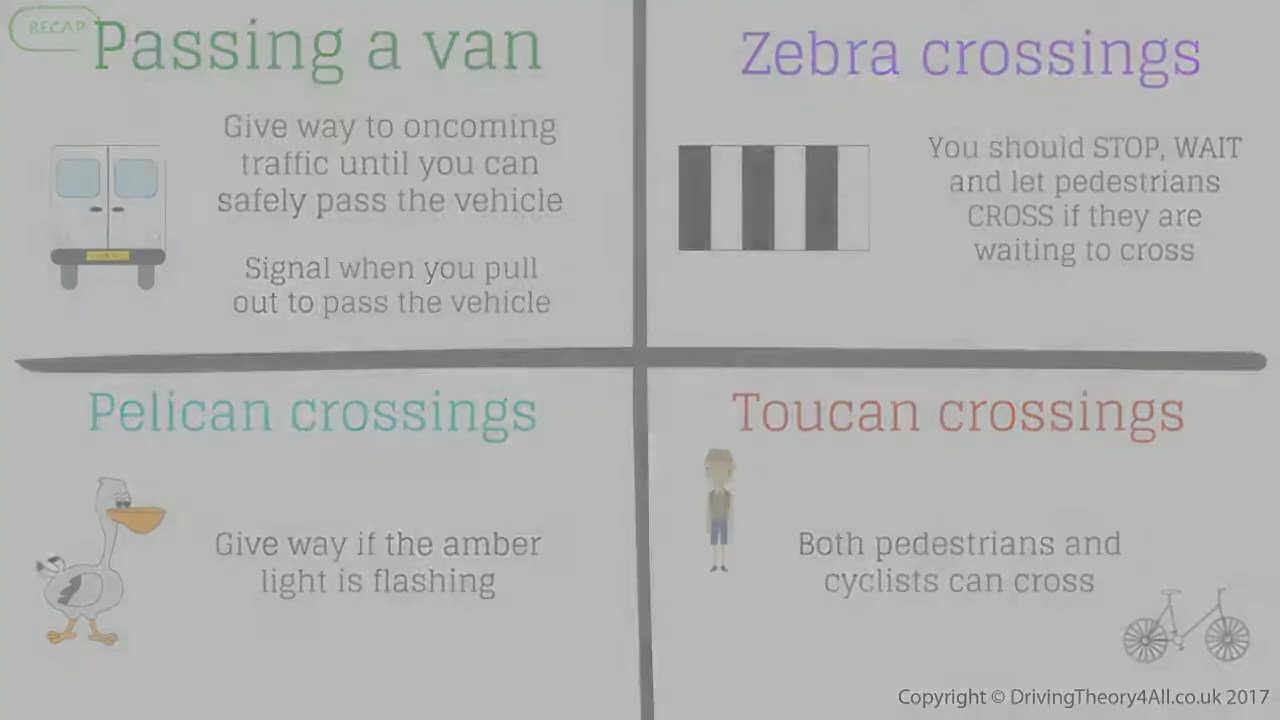 RECAP
Passing a van
Give way to oncoming
traffic until you can
safely pass the vehicle
Signal when you pull
out to pass the vehicle
Zebra crossings
You should STOP, WAIT
and let pedestrians
CROSS if they are
waiting to cross
Pelican crossings
Give way if the amber
light is flashing
Toucan crossings
Both pedestrians and
cyclists can cross
Copyright © DrivingTheory4All.co.uk 2017